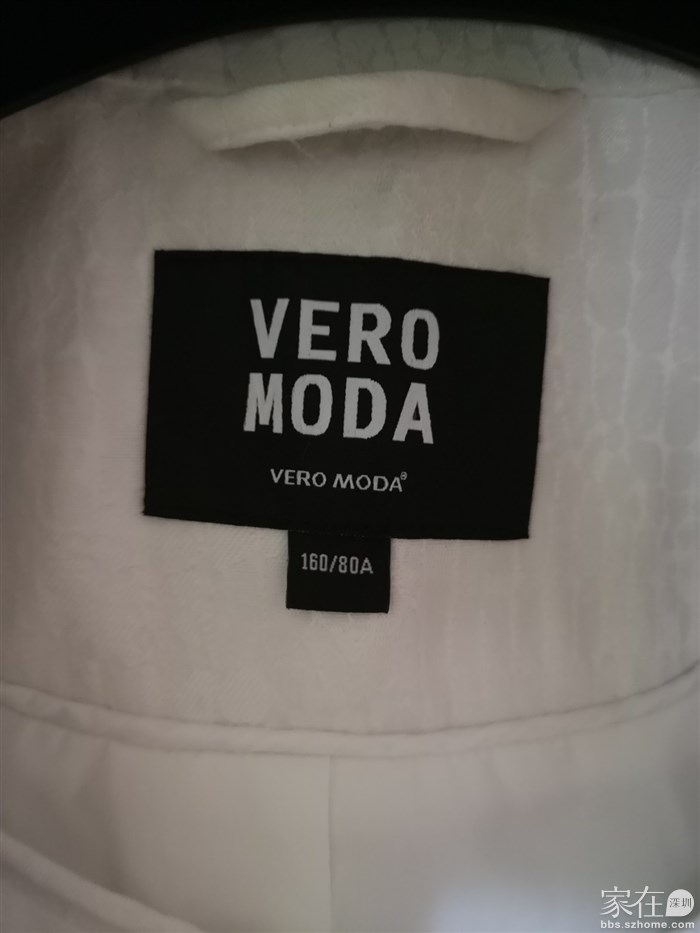 VERO
MODA
VERO MODA®
160/80A
家在深圳
bbs.szhome.com